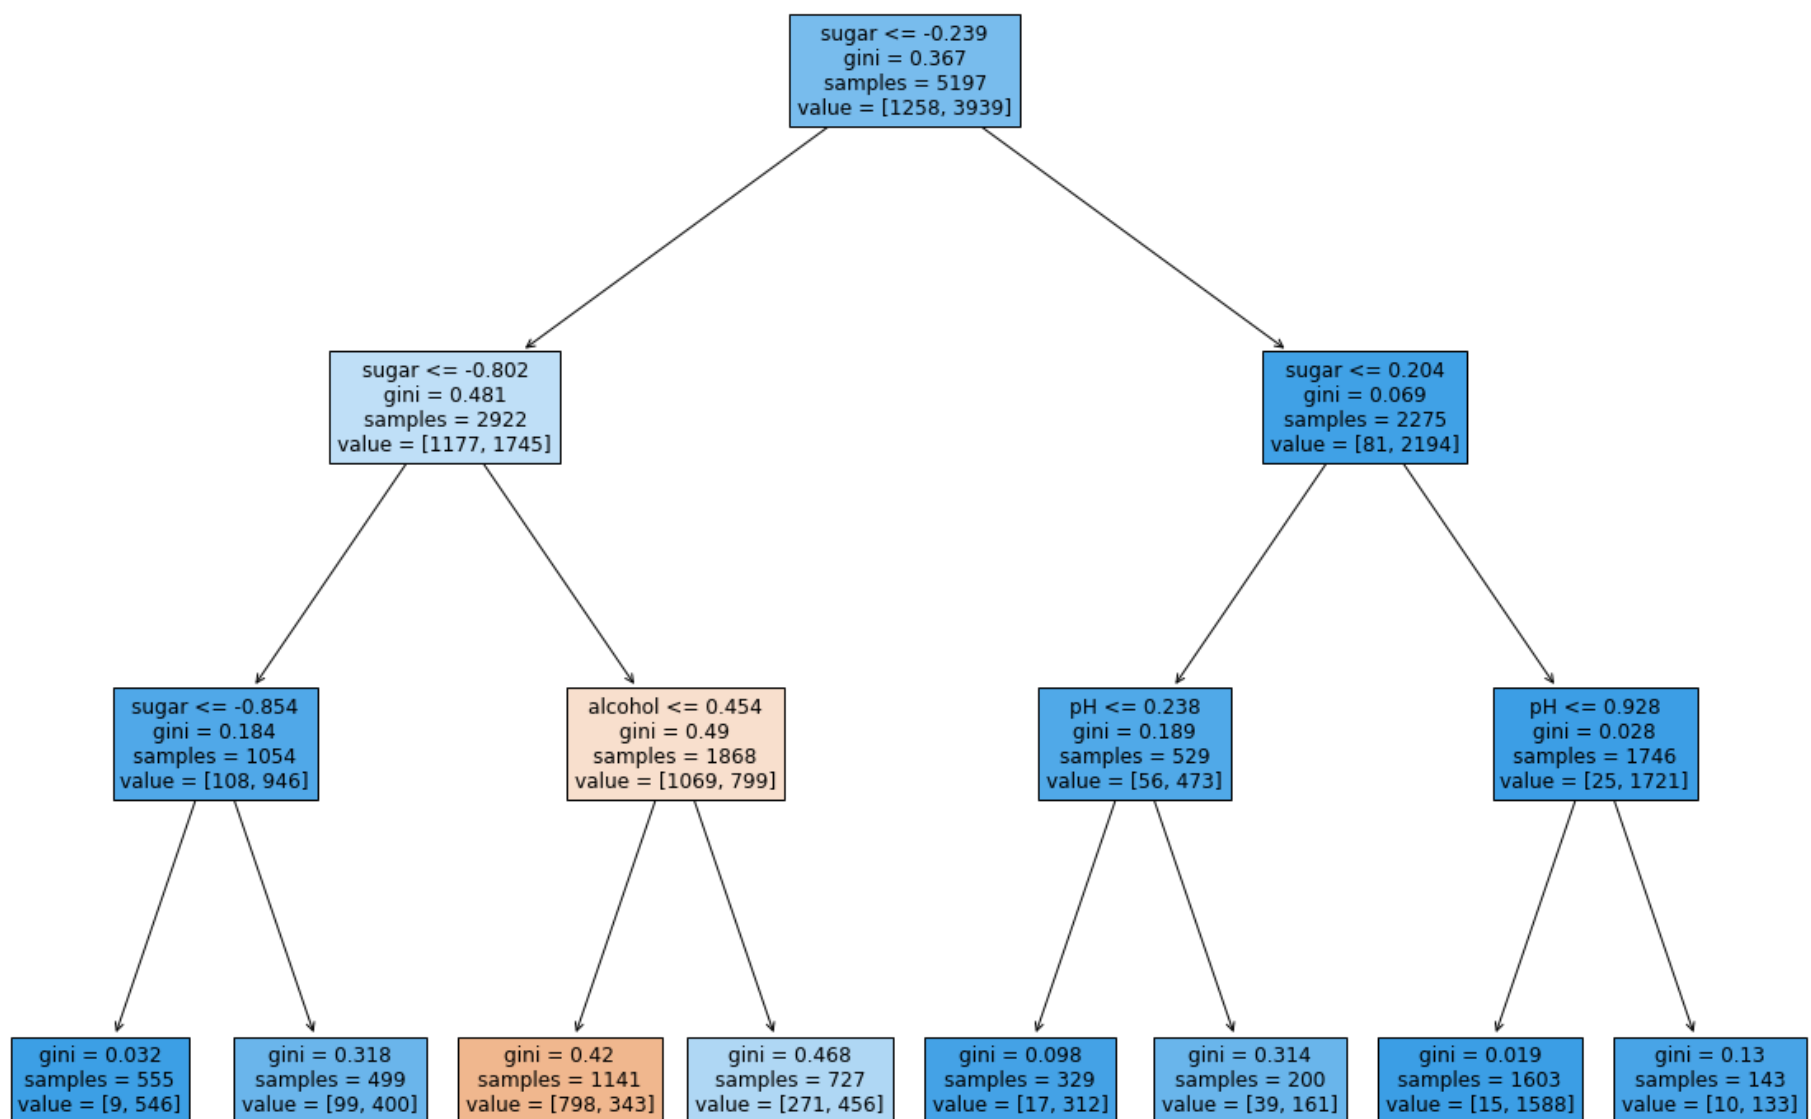 sugar <= -0.239
gini = 0.367
samples = 5197
value = [1258, 3939]
sugar <= -0.802
gini = 0.481
samples = 2922
value = [1177, 1745]
sugar <= 0.204
gini = 0.069
samples = 2275
value = [81, 2194]
sugar <= -0.854
gini = 0.184
samples = 1054
value = [108, 946]
alcohol <= 0.454
gini = 0.49
samples = 1868
value = [1069, 799]
pH <= 0.238
gini = 0.189
samples = 529
value = [56, 473]
pH <= 0.928
gini = 0.028
samples = 1746
value = [25, 1721]
gini = 0.032
samples = 555
value = [9, 546]
gini = 0.318
samples = 499
value = [99, 400]
gini = 0.42
samples = 1141
value = [798, 343]
gini = 0.468
samples = 727
value = [271, 456]
gini = 0.098
samples = 329
value = [17, 312]
gini = 0.314
samples = 200
value = [39, 161]
gini = 0.019
samples = 1603
value = [15, 1588]
gini = 0.13
samples = 143
value = [10, 133]